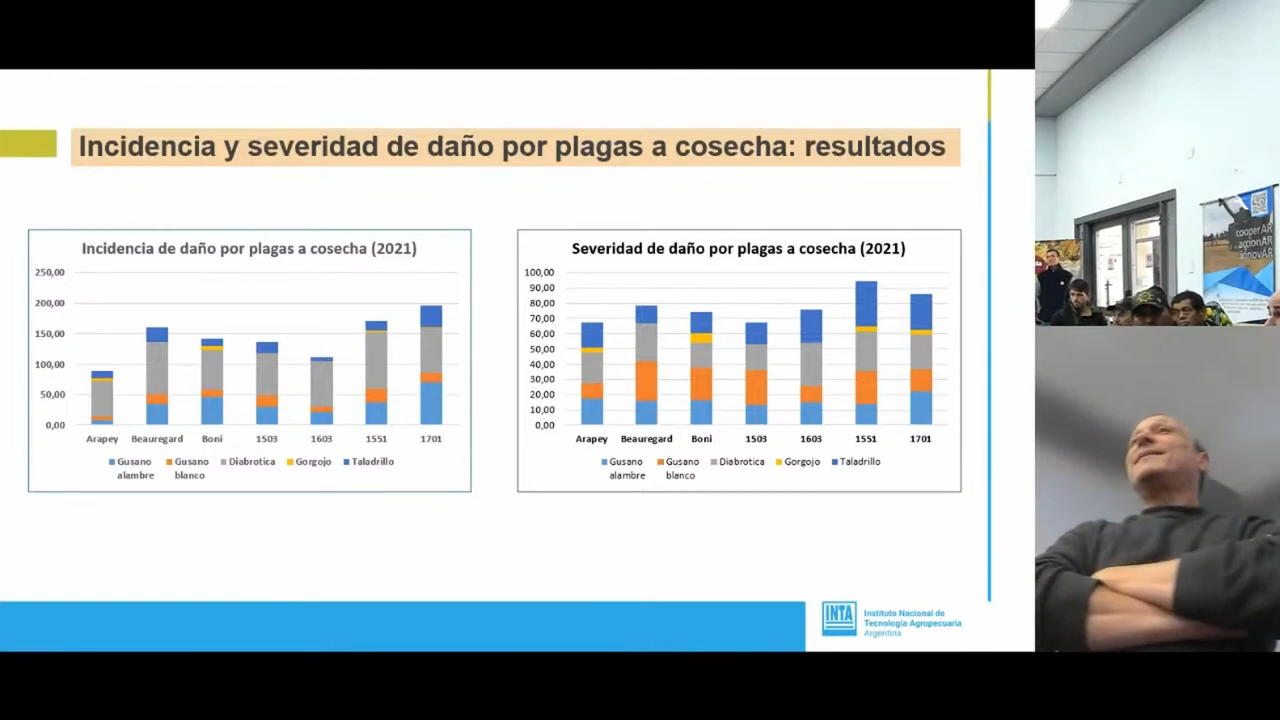 Incidencia y severidad de daño por plagas a cosecha: resultados
Incidencia de daño por plagas a cosecha (2021)
250,00
200,00
150,00
100,00
50,00
0,00
Arapey Beauregard Boni 1503 1603 1551 1701
Gusano alambre Gusano blanco Diabrotica Gorgojo Taladrillo
Severidad de daño por plagas a cosecha (2021)
100,00
90,00
80,00
70,00
60,00
50,00
40,00
30,00
20,00
10,00
0,00
Arapey Beauregard Boni 1503 1603 1551 1701
Gusano alambre Gusano blanco Diabrotica Gorgojo Taladrillo
INTA
Instituto Nacional de
Tecnología Agropecuaria
Argentina
cooperAR
accionAR
innovAR